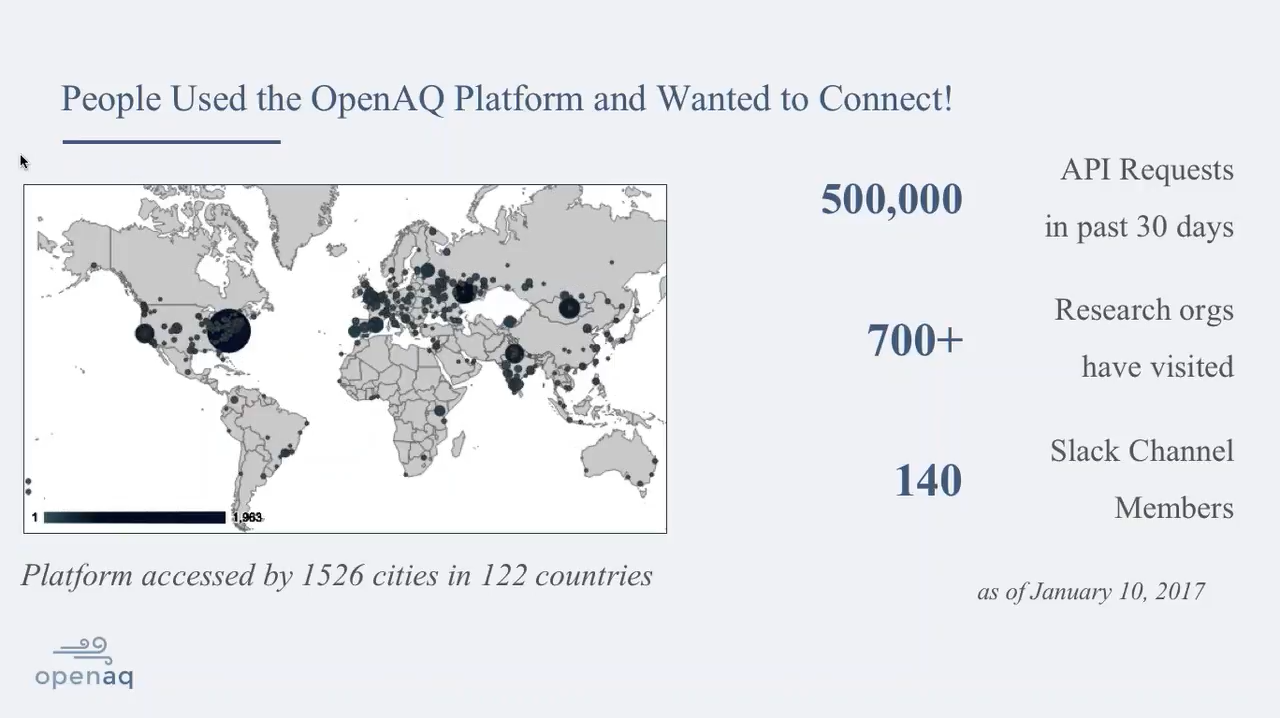 People Used the OpenAQ Platform and Wanted to Connect!
1
1,963
Platform accessed by 1526 cities in 122 countries
500,000
API Requests
in past 30 days
700+
Research orgs
have visited
140
Slack Channel
Members
as of January 10, 2017
openaq